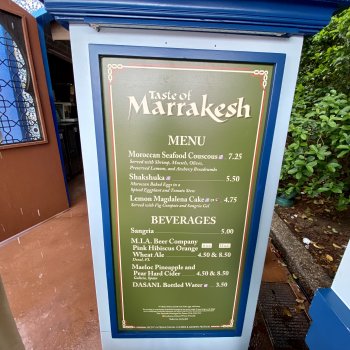 Taste of
Marrakesh
MENU
Moroccan Seafood Couscous 7.25
Served with Shrimp, Mussels, Olives,
Preserved Lemon, and Anchovy Breadcrumbs
Shakshuka 5.50
Moroccan Baked Eggs in a
Spiced Eggplant and Tomato Stew
Lemon Magdalena Cake 4.75
Served with Fig Compote and Sangria Gel
BEVERAGES
Sangria 5.00
M.I.A. Beer Company
Pink Hibiscus Orange
Wheat Ale 4.50 & 8.50
Doral, FL
Maeloc Pineapple and
Pear Hard Cider 4.50 & 8.50
Galicia, Spain
DASANI® Bottled Water 3.50